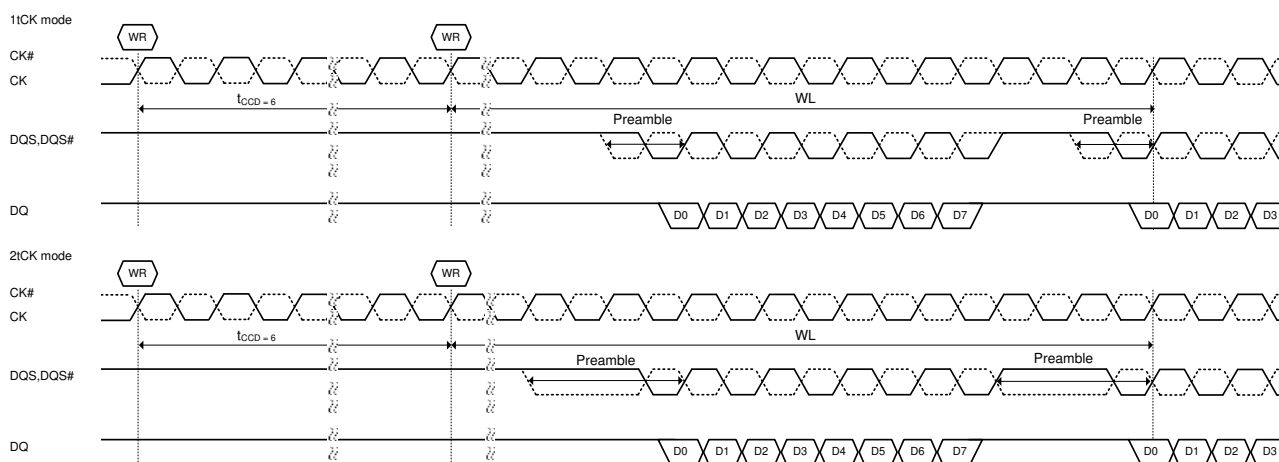 1tCK mode
WR WR
CK#
CK
tCCD = 6 WL
Preamble Preamble
DQS,DQS#
DQ D0 D1 D2 D3 D4 D5 D6 D7 D0 D1 D2 D3
2tCK mode
WR WR
CK#
CK
tCCD = 6 WL
Preamble Preamble
DQS,DQS#
DQ D0 D1 D2 D3 D4 D5 D6 D7 D0 D1 D2 D3